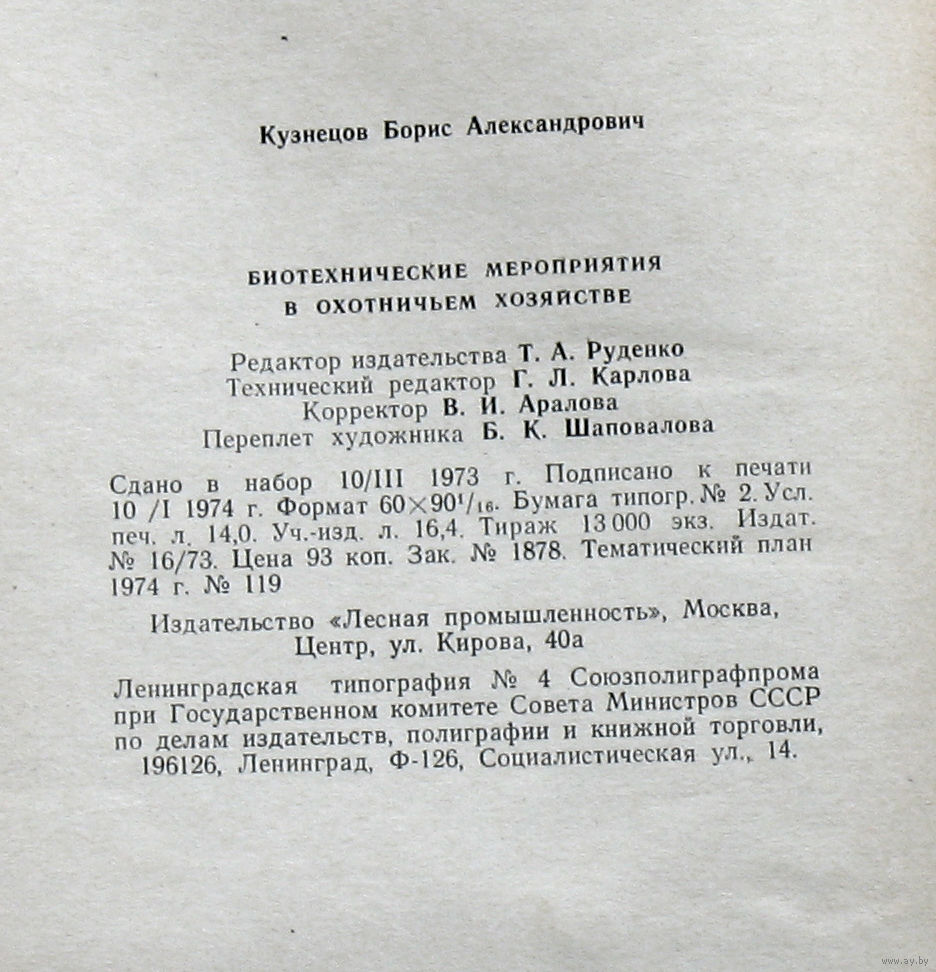 Кузнецов Борис Александрович
БИОТЕХНИЧЕСКИЕ МЕРОПРИЯТИЯ
В ОХОТНИЧЬЕМ ХОЗЯЙСТВЕ
Редактор издательства Т. А. Руденко
Технический редактор Г. Л. Карлова
Корректор В. И. Аралова
Переплет художника Б. К. Шаповалова
Сдано в набор 10/III 1973 г. Подписано к печати
10 /I 1974 г. Формат 60×90¹/₁₆. Бумага типогр. № 2. Усл.
печ. л. 14,0. Уч.-изд. л. 16,4. Тираж 13 000 экз. Издат.
№ 16/73. Цена 93 коп. Зак. № 1878. Тематический план
1974 г. № 119
Издательство «Лесная промышленность», Москва,
Центр, ул. Кирова, 40а
Ленинградская типография № 4 Союзполиграфпрома
при Государственном комитете Совета Министров СССР
по делам издательств, полиграфии и книжной торговли,
196126, Ленинград, Ф-126, Социалистическая ул., 14.
www.ay.by